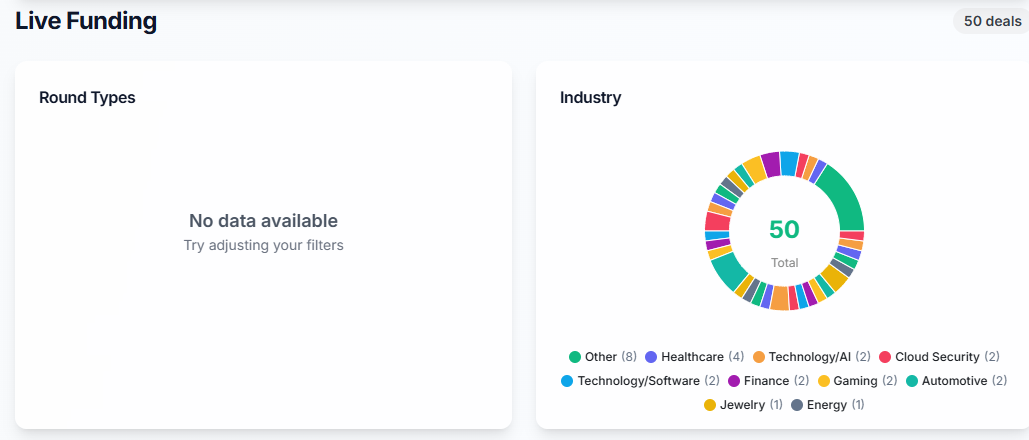 Live Funding
50 deals
Round Types
No data available
Try adjusting your filters
Industry
50
Total
Other (8) Healthcare (4) Technology/AI (2) Cloud Security (2)
Technology/Software (2) Finance (2) Gaming (2) Automotive (2)
Jewelry (1) Energy (1)